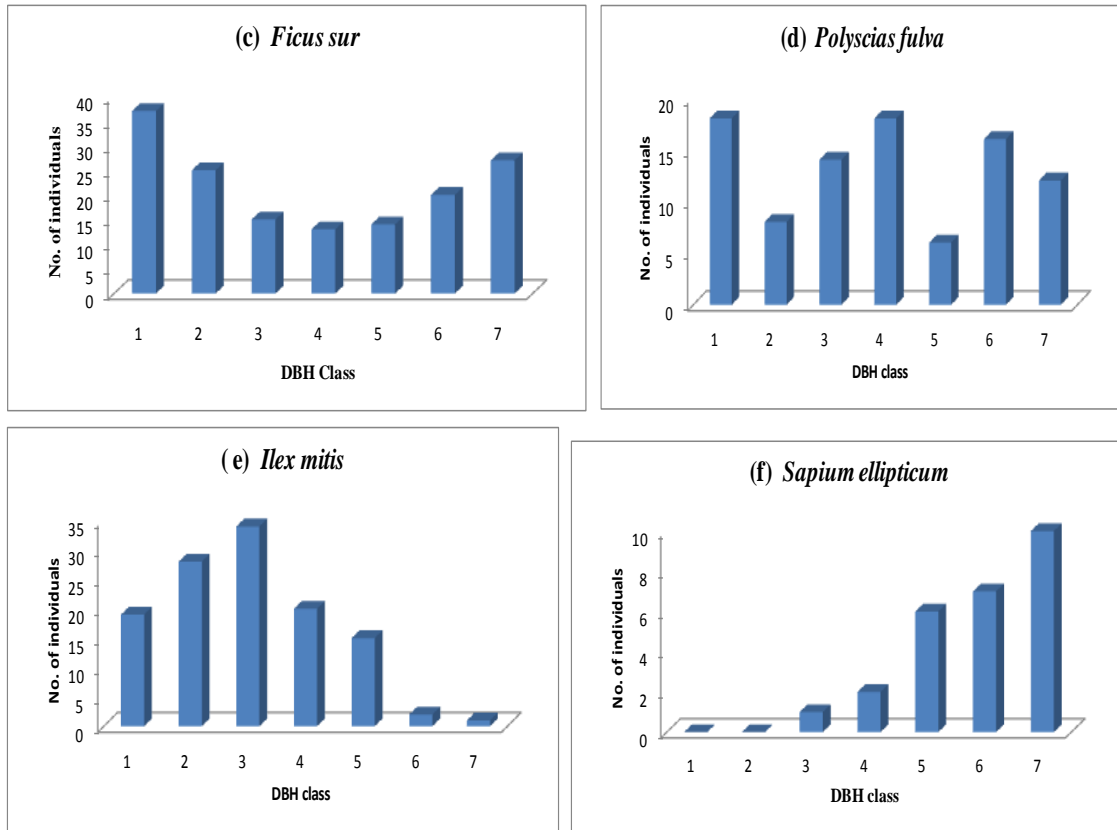 (c) Ficus sur
No. of individuals
40
35
30
25
20
15
10
5
0
1 2 3 4 5 6 7
DBH Class
(d) Polyscias fulva
No. of individuals
20
15
10
5
0
1 2 3 4 5 6 7
DBH class
( e) Ilex mitis
No. of individuals
35
30
25
20
15
10
5
0
1 2 3 4 5 6 7
DBH class
(f) Sapium ellipticum
No. of individuals
10
8
6
4
2
0
1 2 3 4 5 6 7
DBH class